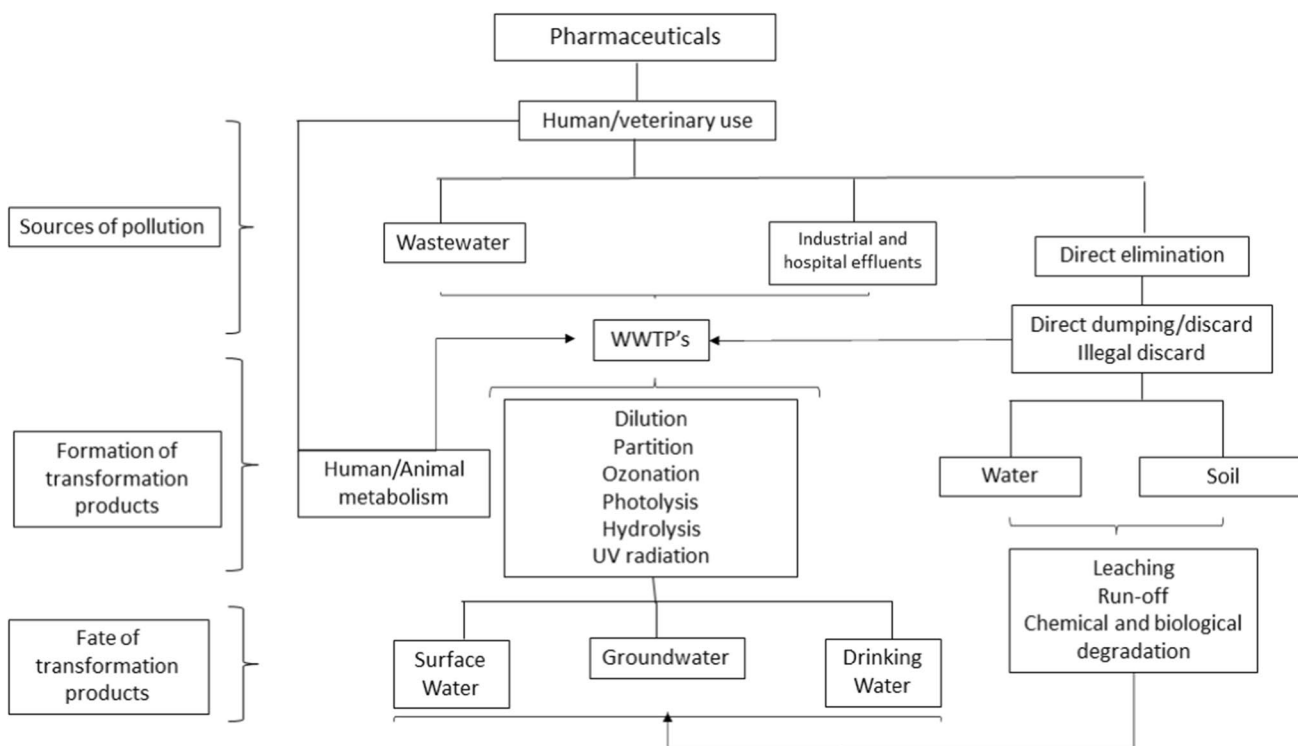 Pharmaceuticals
Human/veterinary use
Sources of pollution
Wastewater
Industrial and
hospital effluents
Direct elimination
WWTP's
Direct dumping/discard
Illegal discard
Formation of
transformation
products
Human/Animal
metabolism
Dilution
Partition
Ozonation
Photolysis
Hydrolysis
UV radiation
Water
Soil
Leaching
Run-off
Chemical and biological
degradation
Fate of
transformation
products
Surface
Water
Groundwater
Drinking
Water